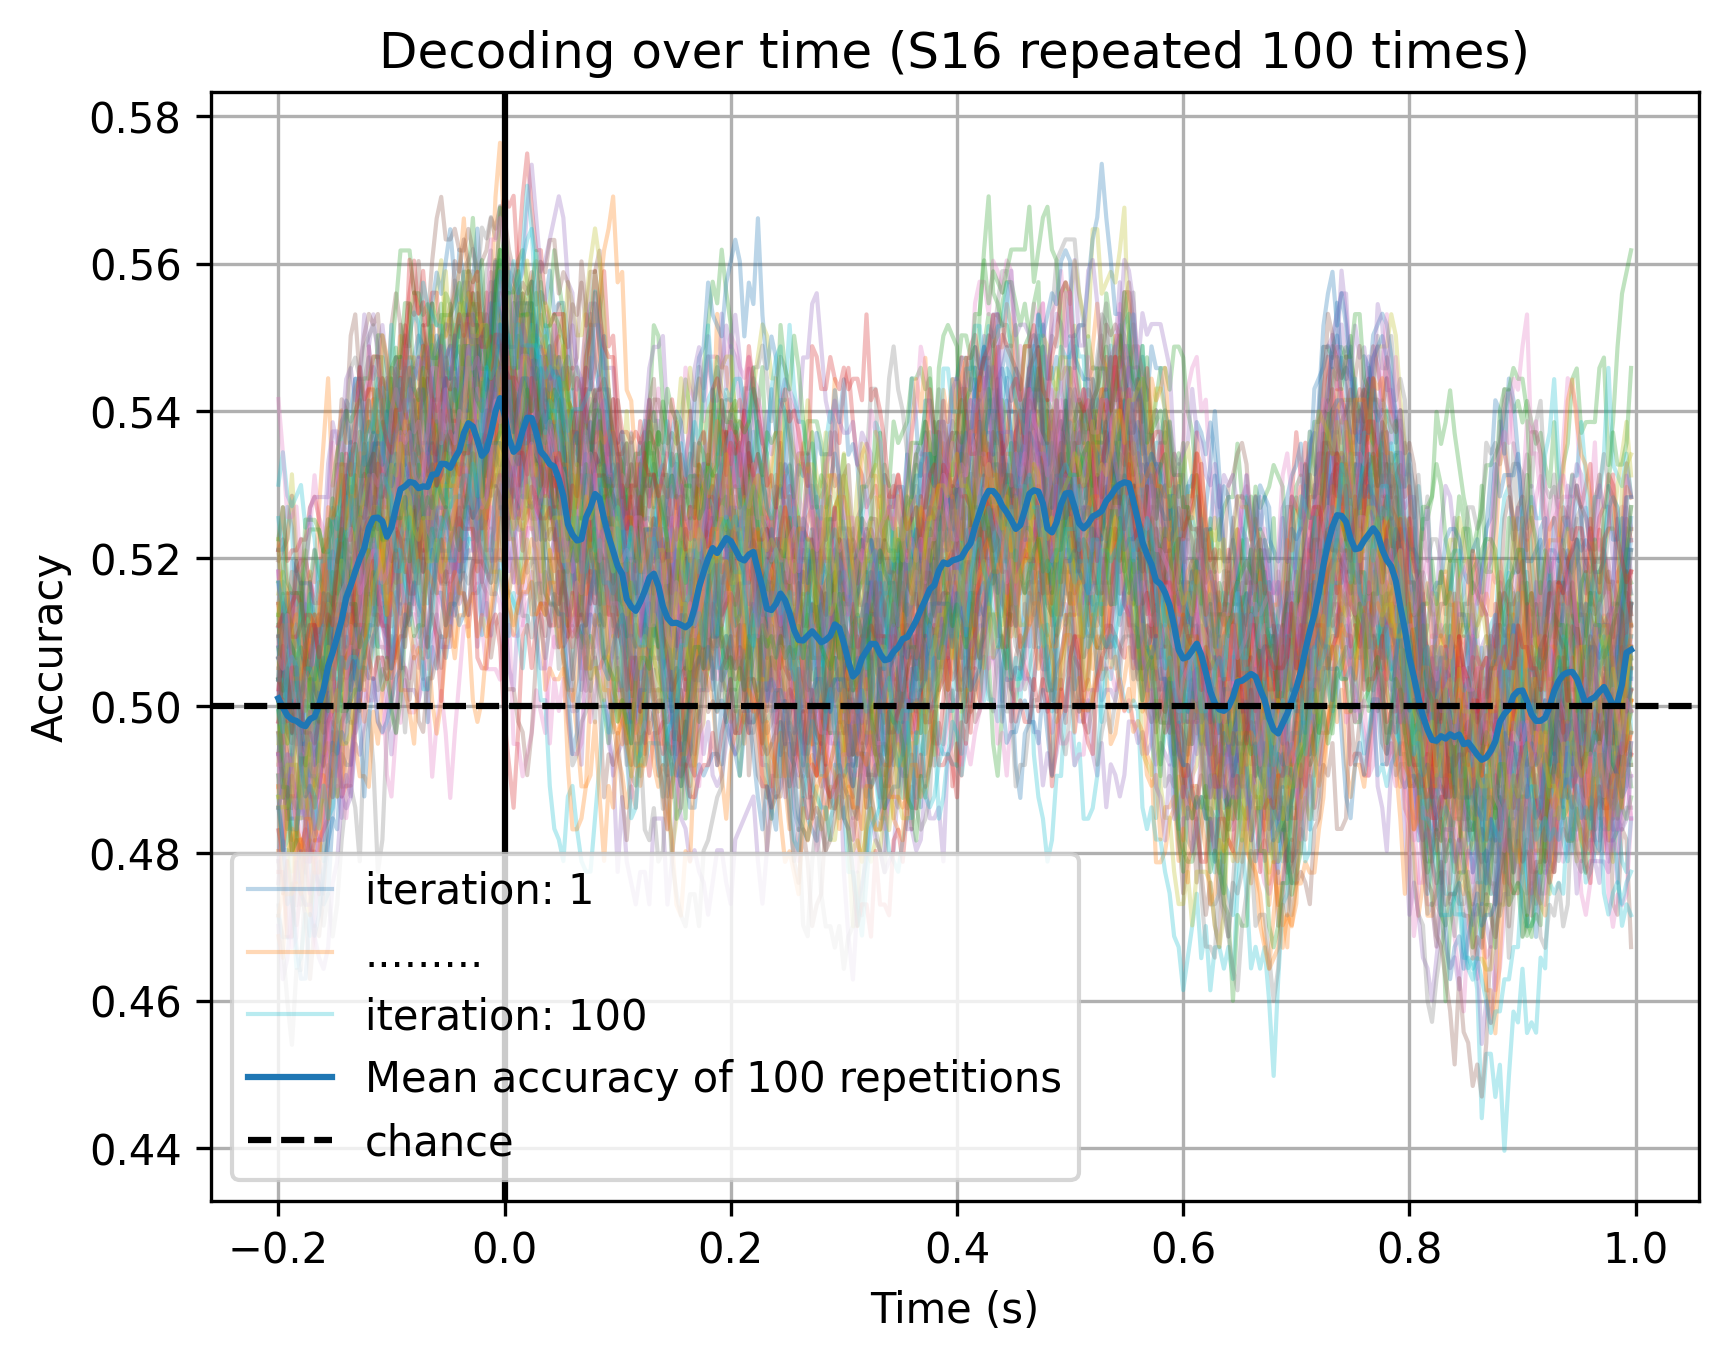 Decoding over time (S16 repeated 100 times)
0.58
0.56
0.54
0.52
0.50
0.48
0.46
0.44
Accuracy
iteration: 1
.........
iteration: 100
Mean accuracy of 100 repetitions
chance
−0.2 0.0 0.2 0.4 0.6 0.8 1.0
Time (s)